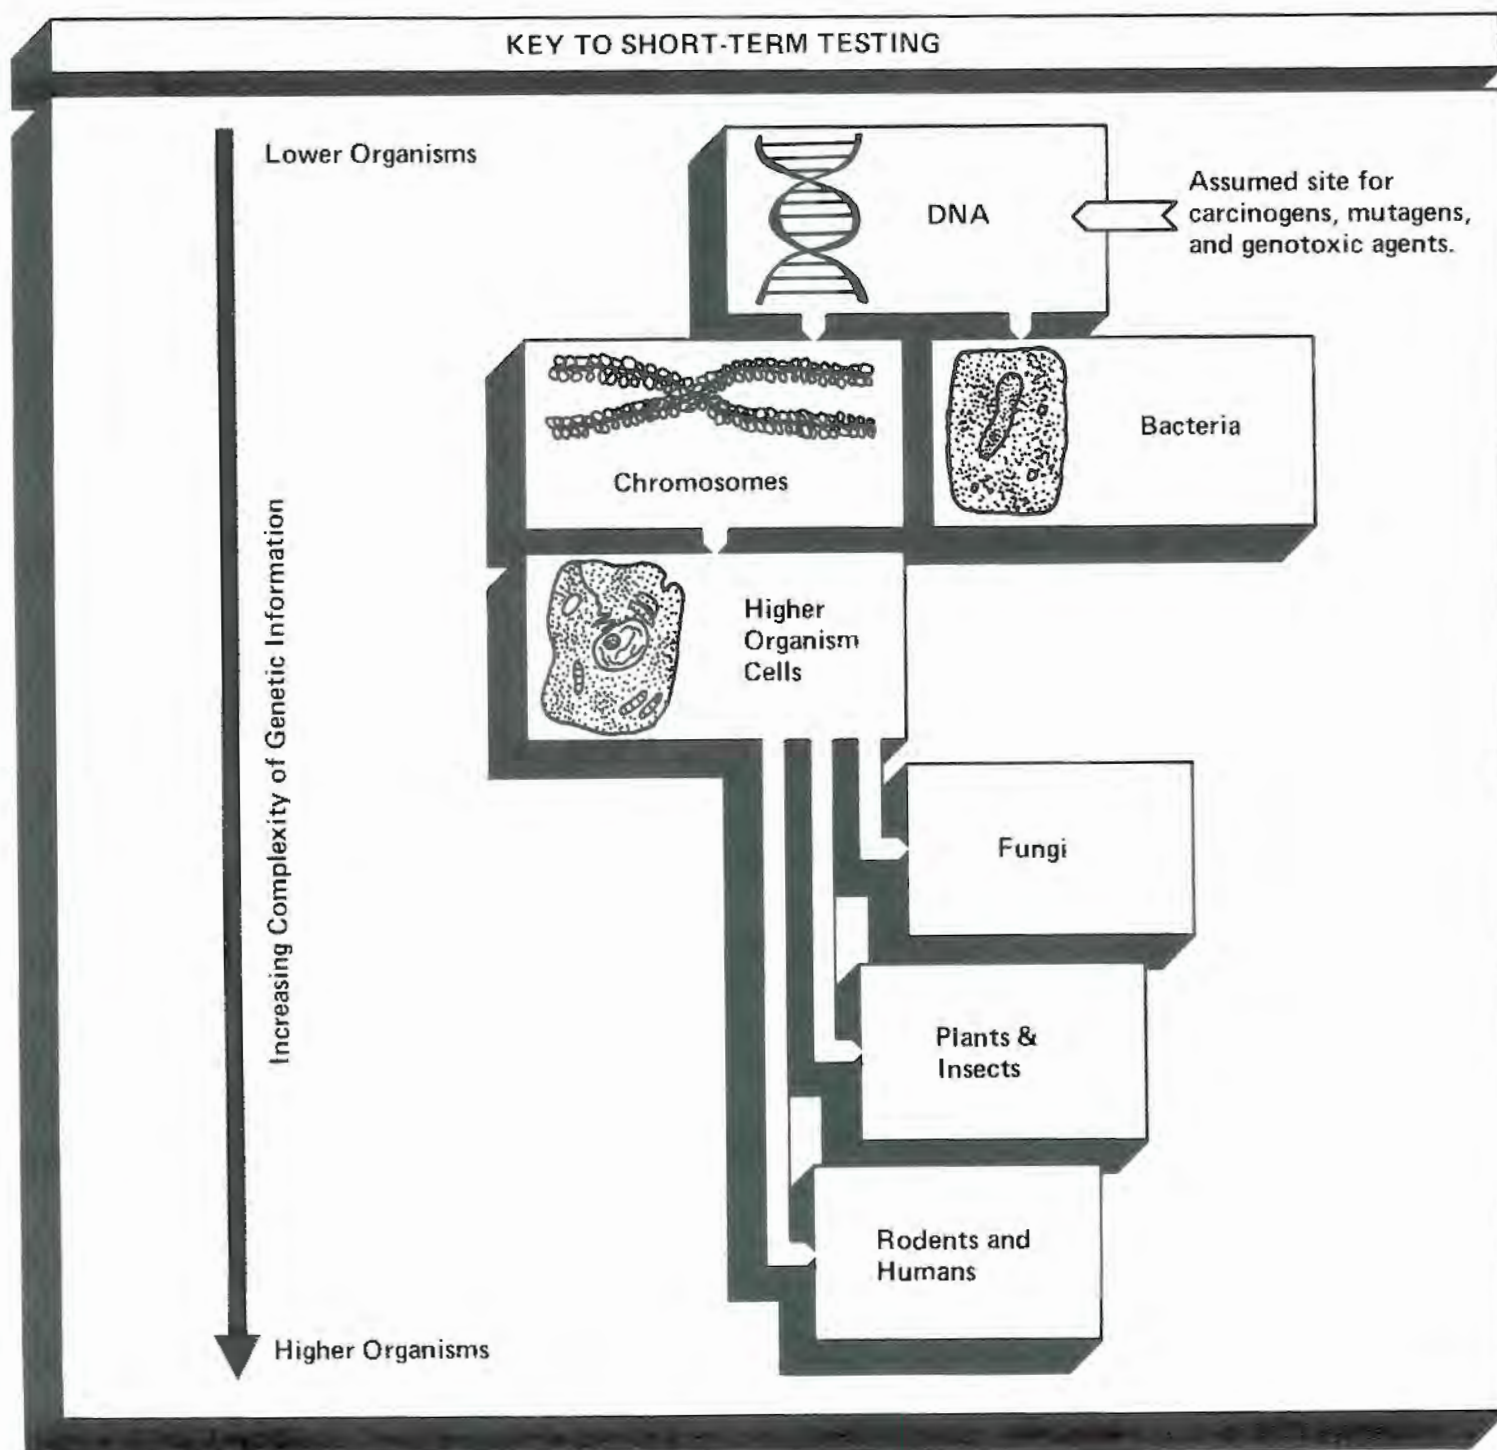 KEY TO SHORT-TERM TESTING
Lower Organisms
DNA
Assumed site for
carcinogens, mutagens,
and genotoxic agents.
Chromosomes
Bacteria
Increasing Complexity of Genetic Information
Higher
Organism
Cells
Fungi
Plants &
Insects
Rodents and
Humans
Higher Organisms